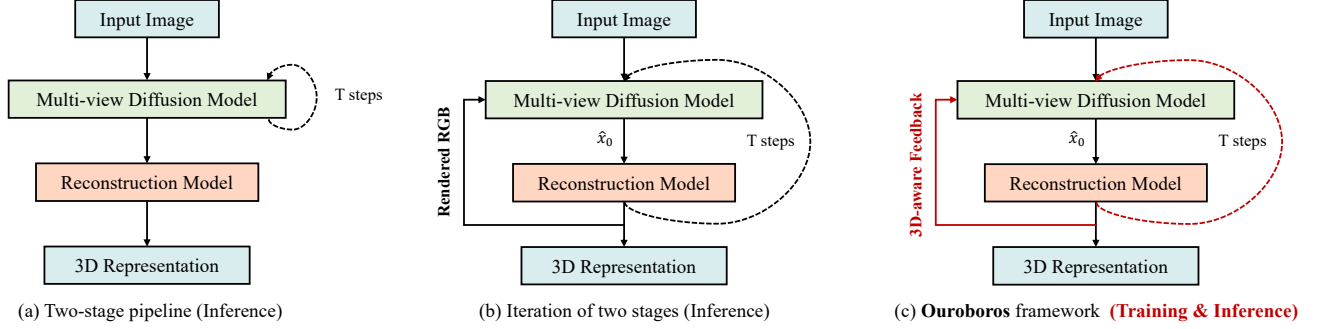 Input Image
Multi-view Diffusion Model
T steps
Reconstruction Model
3D Representation
(a) Two-stage pipeline (Inference)
Input Image
Multi-view Diffusion Model
Rendered RGB
x̂₀
T steps
Reconstruction Model
3D Representation
(b) Iteration of two stages (Inference)
Input Image
Multi-view Diffusion Model
3D-aware Feedback
x̂₀
T steps
Reconstruction Model
3D Representation
(c) Ouroboros framework (Training & Inference)